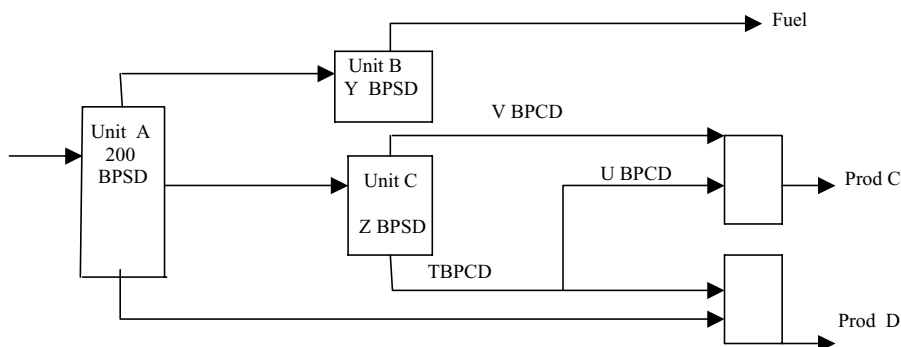 Fuel
Unit B
Y BPSD
V BPCD
Unit A
200
BPSD
Unit C
Z BPSD
U BPCD
Prod C
TBPCD
Prod D